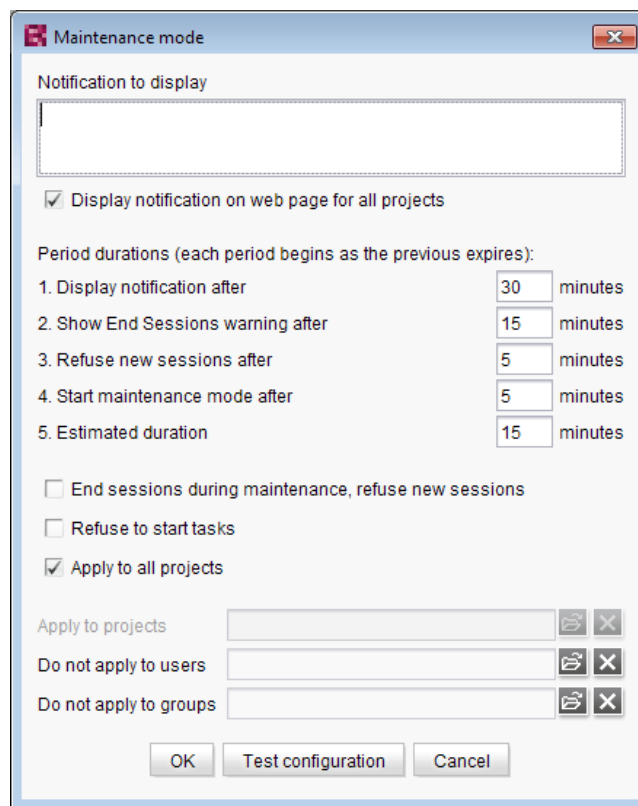 Maintenance mode
Notification to display
Display notification on web page for all projects
Period durations (each period begins as the previous expires):
1. Display notification after 30 minutes
2. Show End Sessions warning after 15 minutes
3. Refuse new sessions after 5 minutes
4. Start maintenance mode after 5 minutes
5. Estimated duration 15 minutes
End sessions during maintenance, refuse new sessions
Refuse to start tasks
Apply to all projects
Apply to projects
Do not apply to users
Do not apply to groups
OK Test configuration Cancel